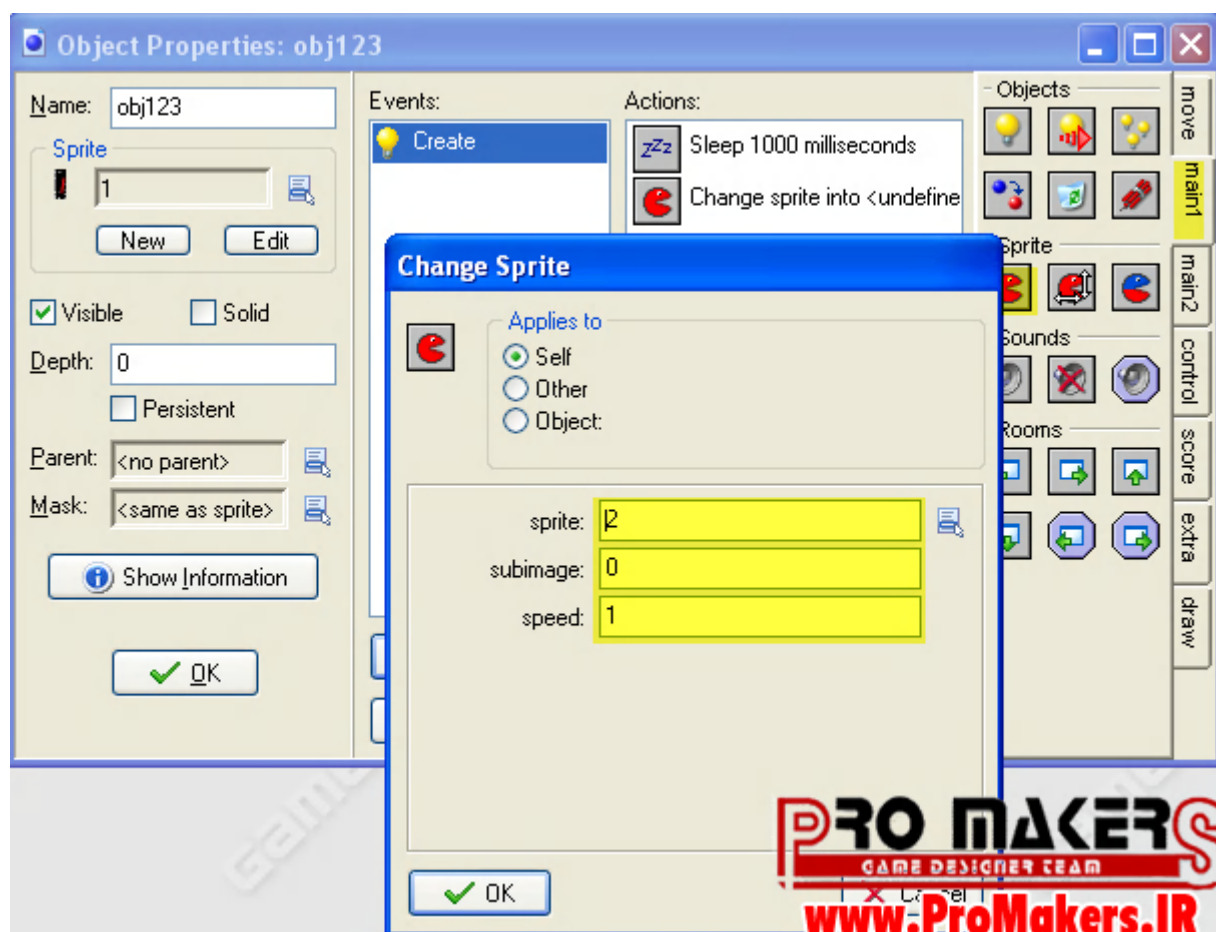 Object Properties: obj123
Name: obj123
Sprite
1
New Edit
Visible Solid
Depth: 0
Persistent
Parent: <no parent>
Mask: <same as sprite>
Show Information
OK
Events:
Create
Actions:
Sleep 1000 milliseconds
Change sprite into <undefine
Change Sprite
Applies to
Self
Other
Object:
sprite: 2
subimage: 0
speed: 1
OK
Cancel
Objects
Sprite
Sounds
Rooms
move
main1
main2
control
score
extra
draw
PRO MAKERS
GAME DESIGNER TEAM
www.ProMakers.IR